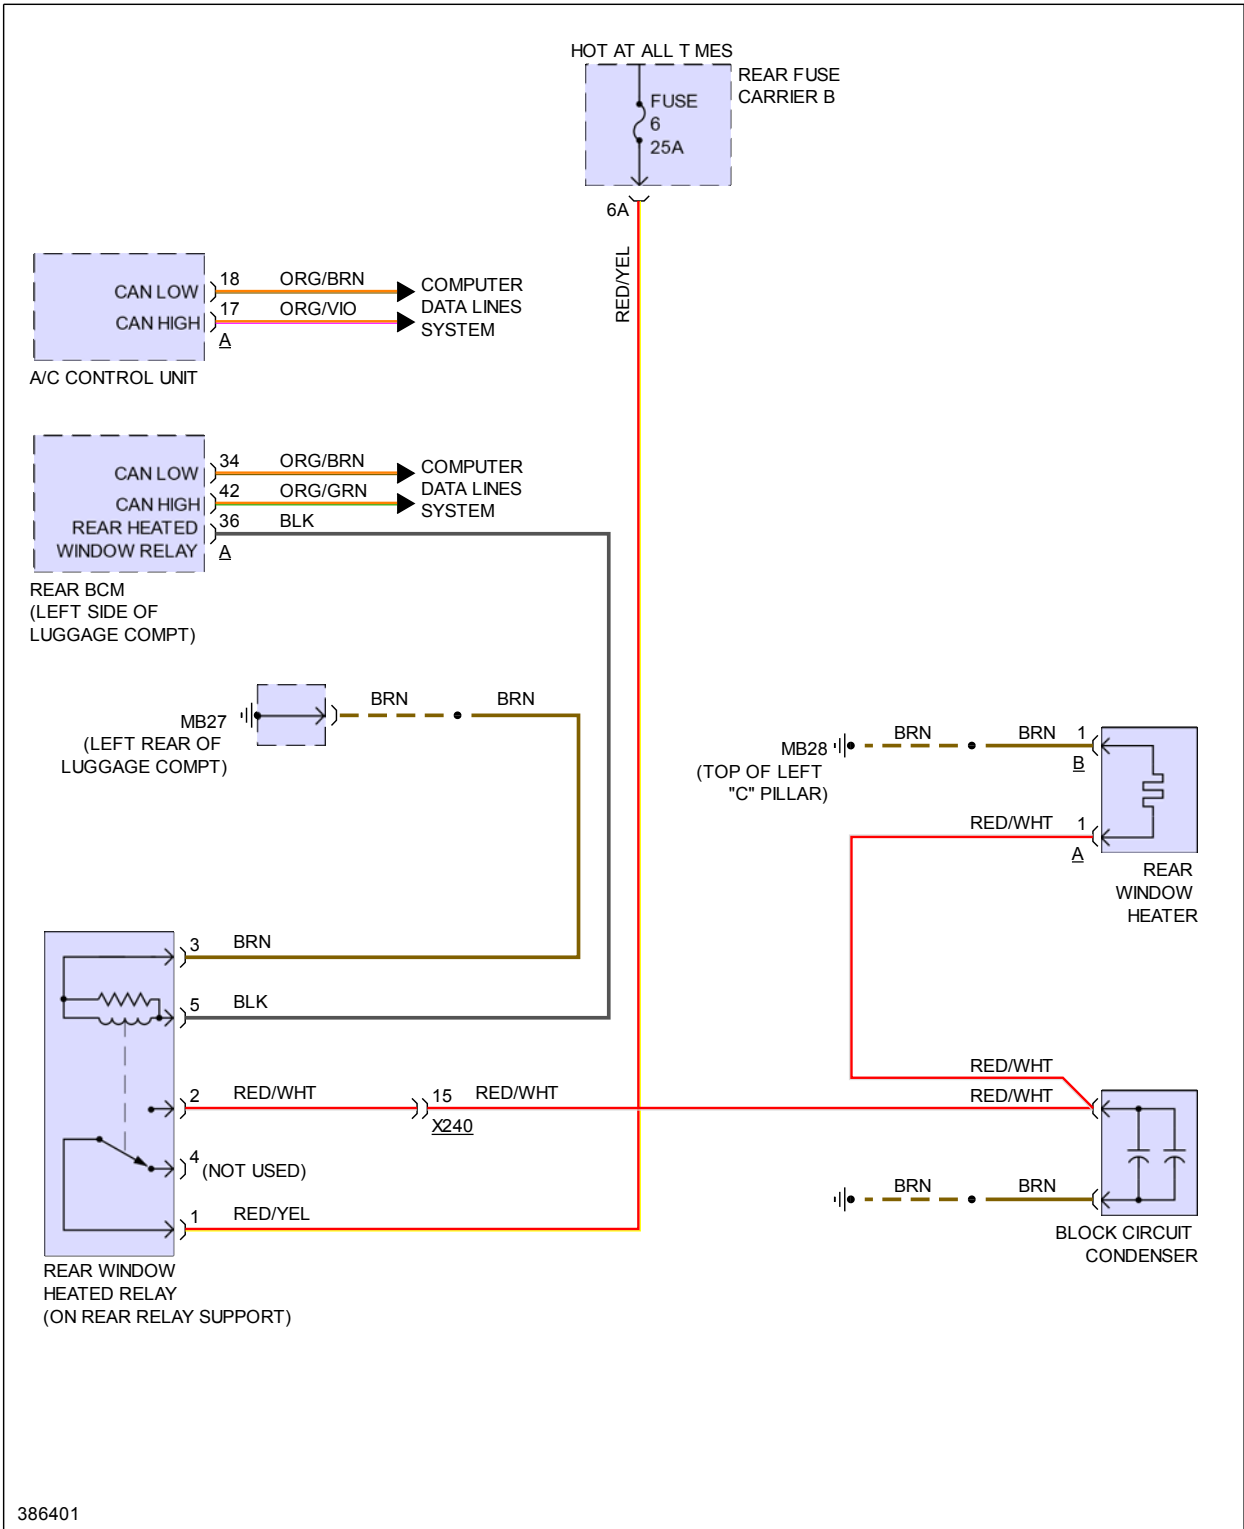 HOT AT ALL T MES
REAR FUSE
CARRIER B
FUSE
6
25A
6A
RED/YEL
CAN LOW
18
ORG/BRN
CAN HIGH
17
ORG/VIO
A
COMPUTER
DATA LINES
SYSTEM
A/C CONTROL UNIT
CAN LOW
34
ORG/BRN
CAN HIGH
42
ORG/GRN
REAR HEATED
WINDOW RELAY
36
BLK
A
COMPUTER
DATA LINES
SYSTEM
REAR BCM
(LEFT SIDE OF
LUGGAGE COMPT)
MB27
(LEFT REAR OF
LUGGAGE COMPT)
BRN
BRN
MB28
(TOP OF LEFT
"C" PILLAR)
BRN
BRN
1
B
RED/WHT
1
A
REAR
WINDOW
HEATER
3
BRN
5
BLK
2
RED/WHT
15
RED/WHT
X240
4
(NOT USED)
1
RED/YEL
REAR WINDOW
HEATED RELAY
(ON REAR RELAY SUPPORT)
RED/WHT
RED/WHT
BRN
BRN
BLOCK CIRCUIT
CONDENSER
386401